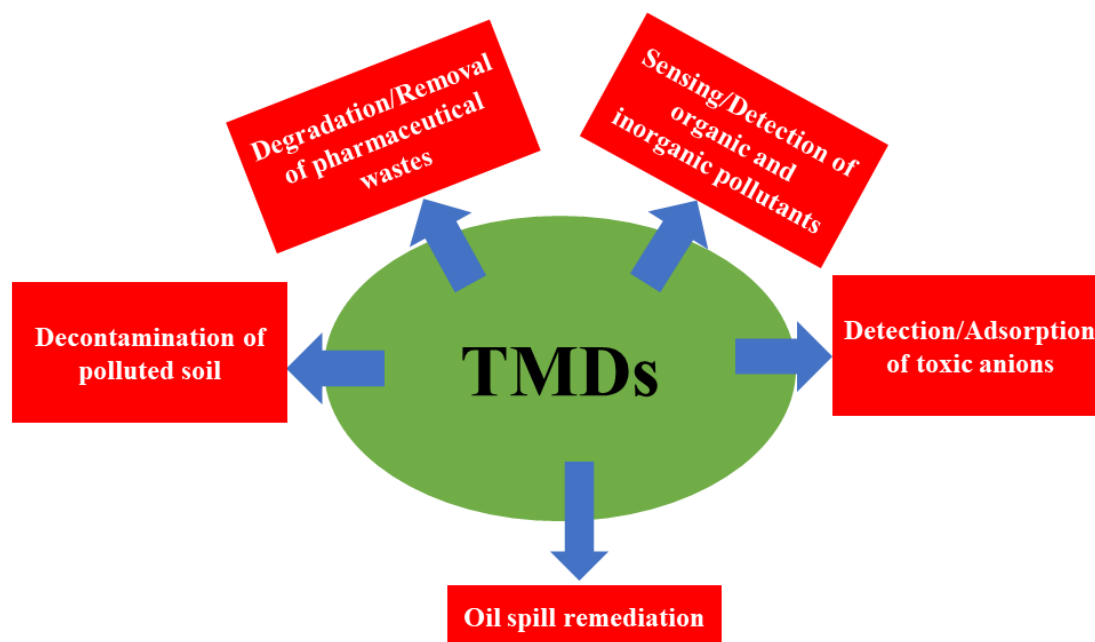 Degradation/Removal
of pharmaceutical
wastes
Sensing/Detection of
organic and
inorganic pollutants
Decontamination of
polluted soil
TMDs
Detection/Adsorption
of toxic anions
Oil spill remediation